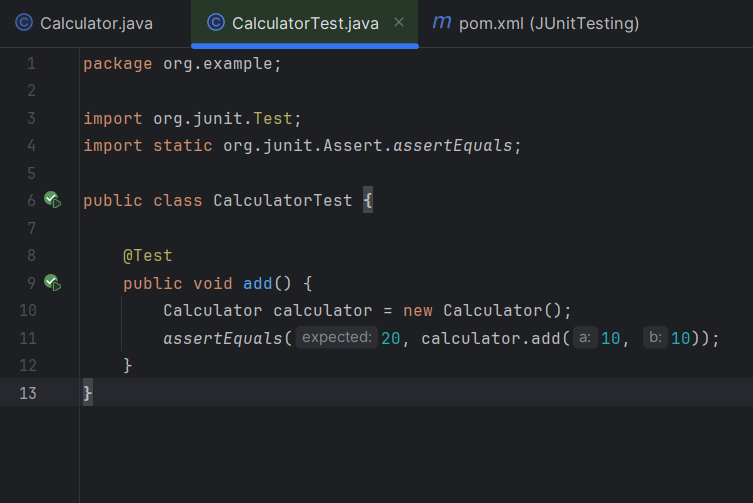 Calculator.java CalculatorTest.java pom.xml (JUnitTesting)
1 package org.example;
2
3 import org.junit.Test;
4 import static org.junit.Assert.assertEquals;
5
6 public class CalculatorTest {
7
8 @Test
9 public void add() {
10 Calculator calculator = new Calculator();
11 assertEquals( expected: 20, calculator.add( a: 10, b: 10));
12 }
13 }